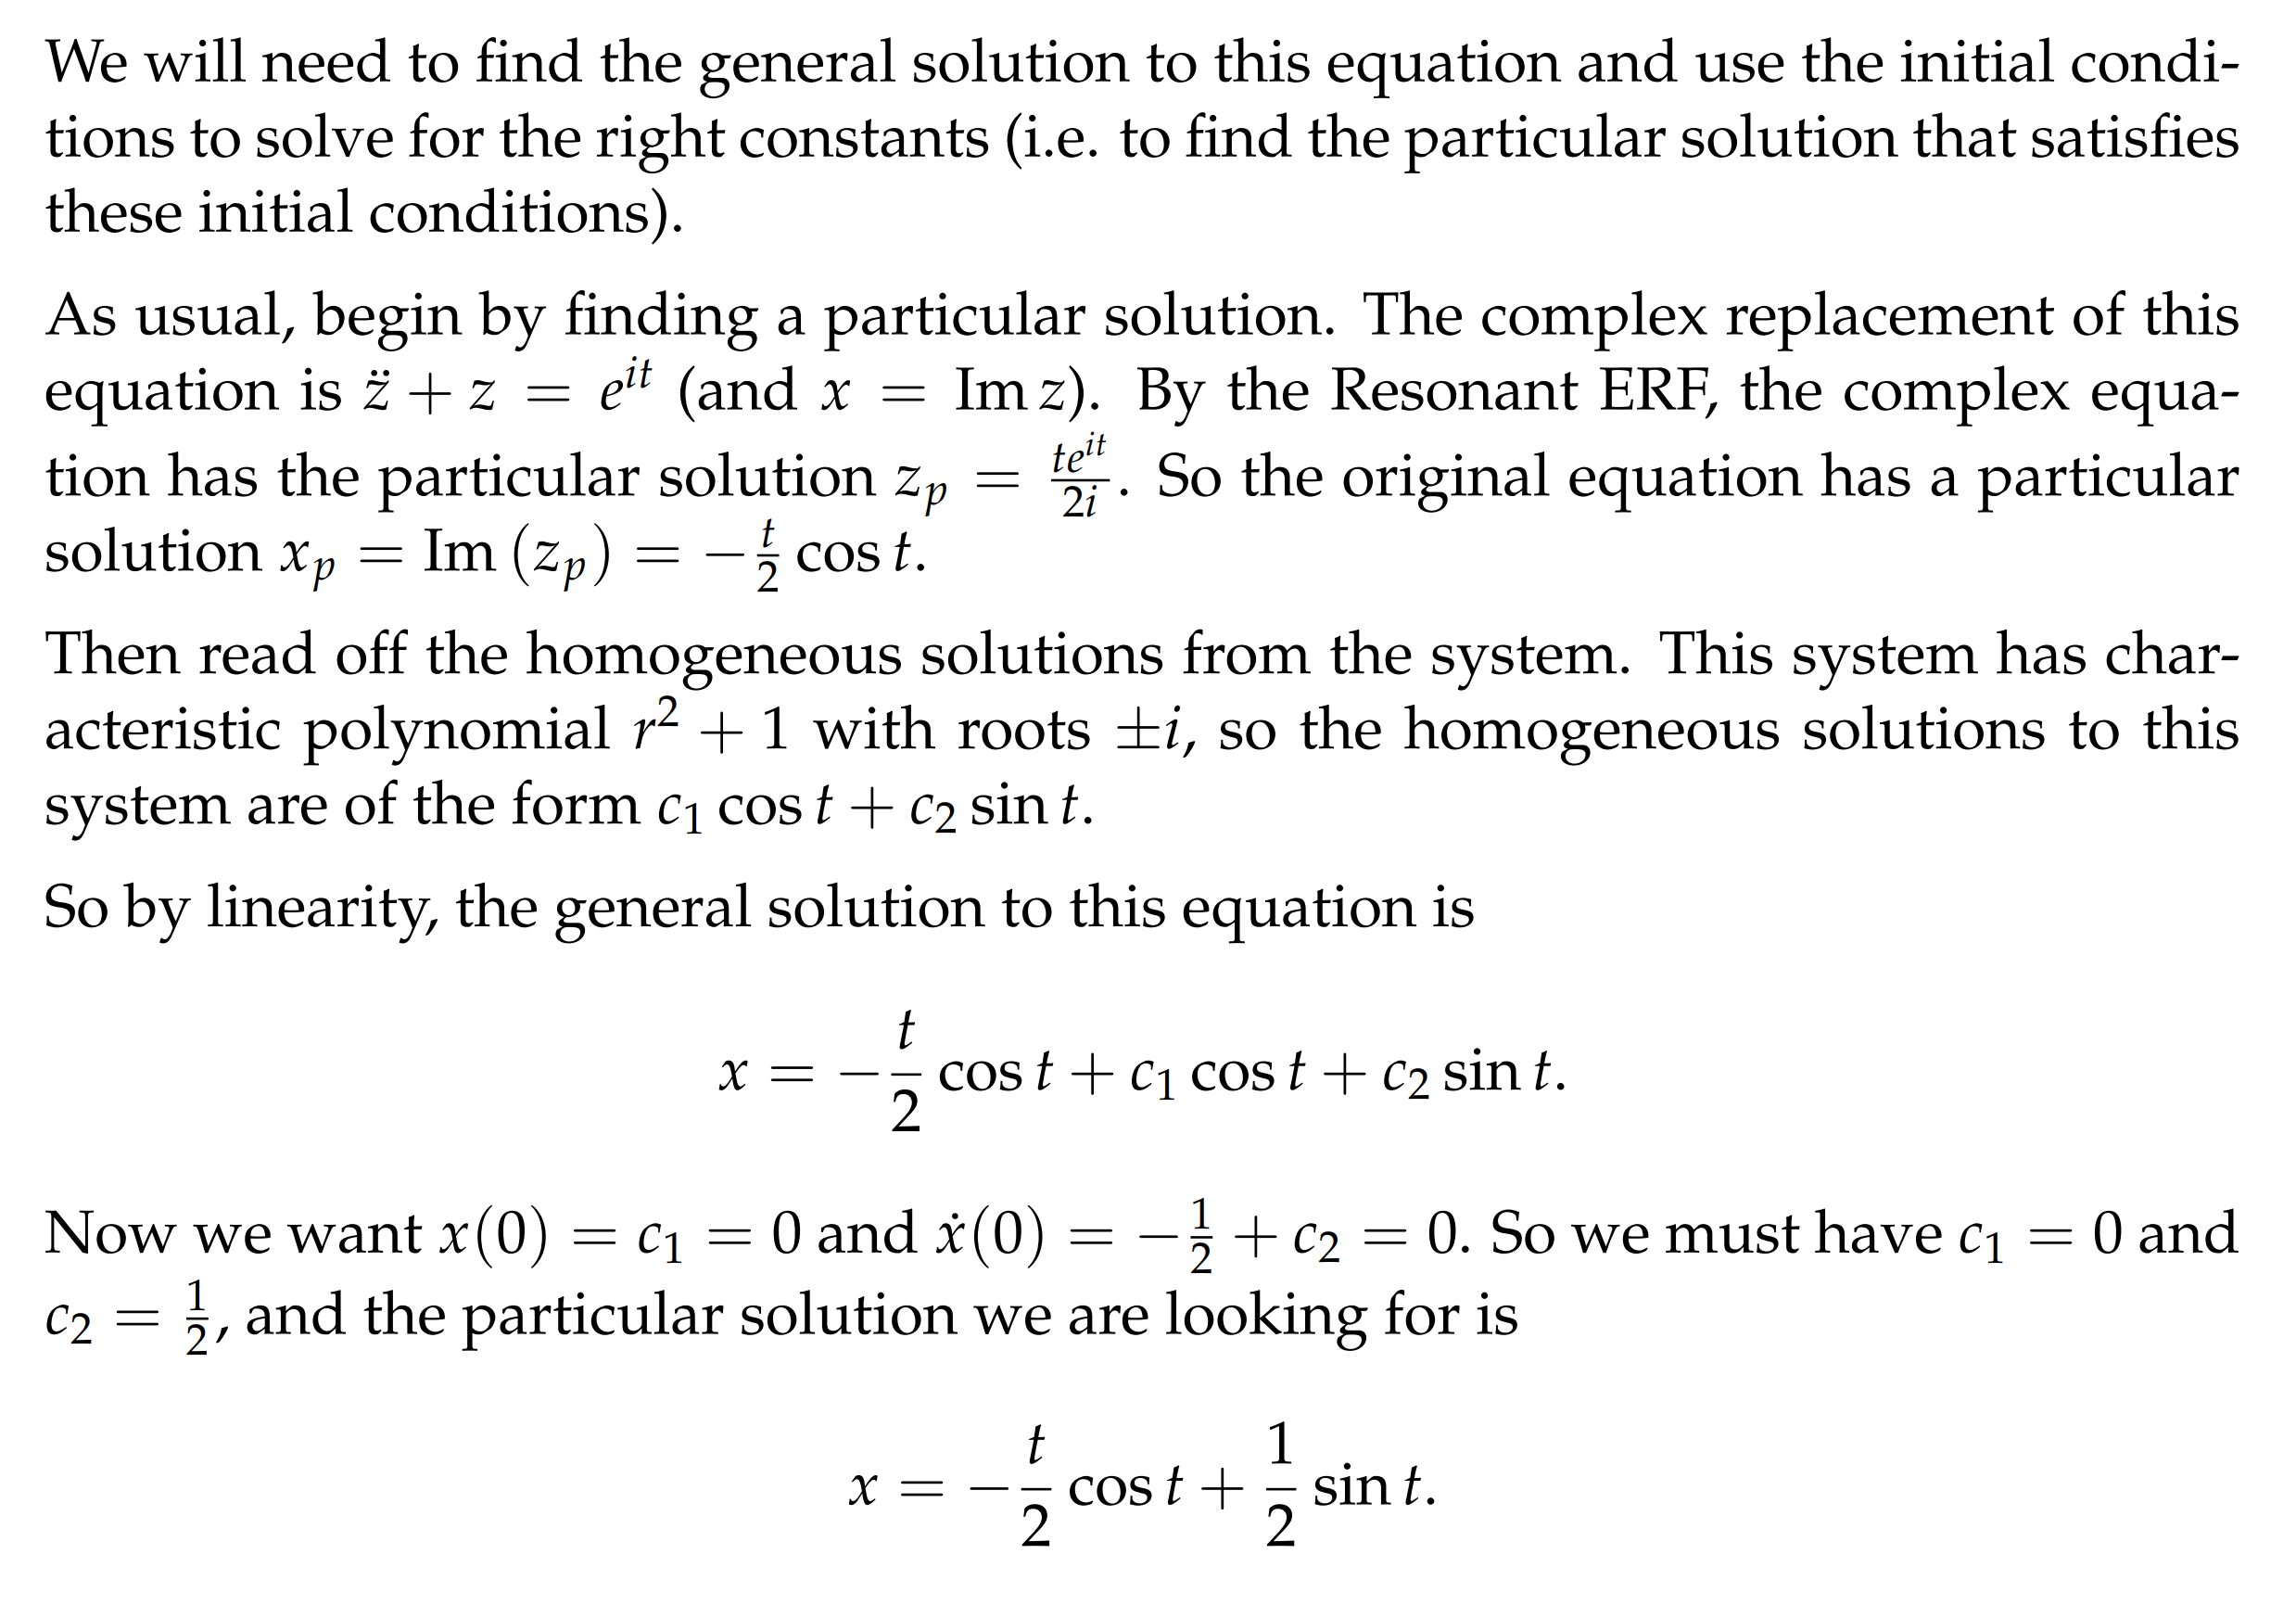 We will need to find the general solution to this equation and use the initial condi-
tions to solve for the right constants (i.e. to find the particular solution that satisfies
these initial conditions).
As usual, begin by finding a particular solution. The complex replacement of this
equation is $\ddot{z} + z = e^{it}$ (and $x = \operatorname{Im} z$). By the Resonant ERF, the complex equa-
tion has the particular solution $z_p = \frac{te^{it}}{2i}$. So the original equation has a particular
solution $x_p = \operatorname{Im}(z_p) = -\frac{t}{2} \cos t$.
Then read off the homogeneous solutions from the system. This system has char-
acteristic polynomial $r^2 + 1$ with roots $\pm i$, so the homogeneous solutions to this
system are of the form $c_1 \cos t + c_2 \sin t$.
So by linearity, the general solution to this equation is
$x = -\frac{t}{2} \cos t + c_1 \cos t + c_2 \sin t.$
Now we want $x(0) = c_1 = 0$ and $\dot{x}(0) = -\frac{1}{2} + c_2 = 0$. So we must have $c_1 = 0$ and
$c_2 = \frac{1}{2}$, and the particular solution we are looking for is
$x = -\frac{t}{2} \cos t + \frac{1}{2} \sin t.$